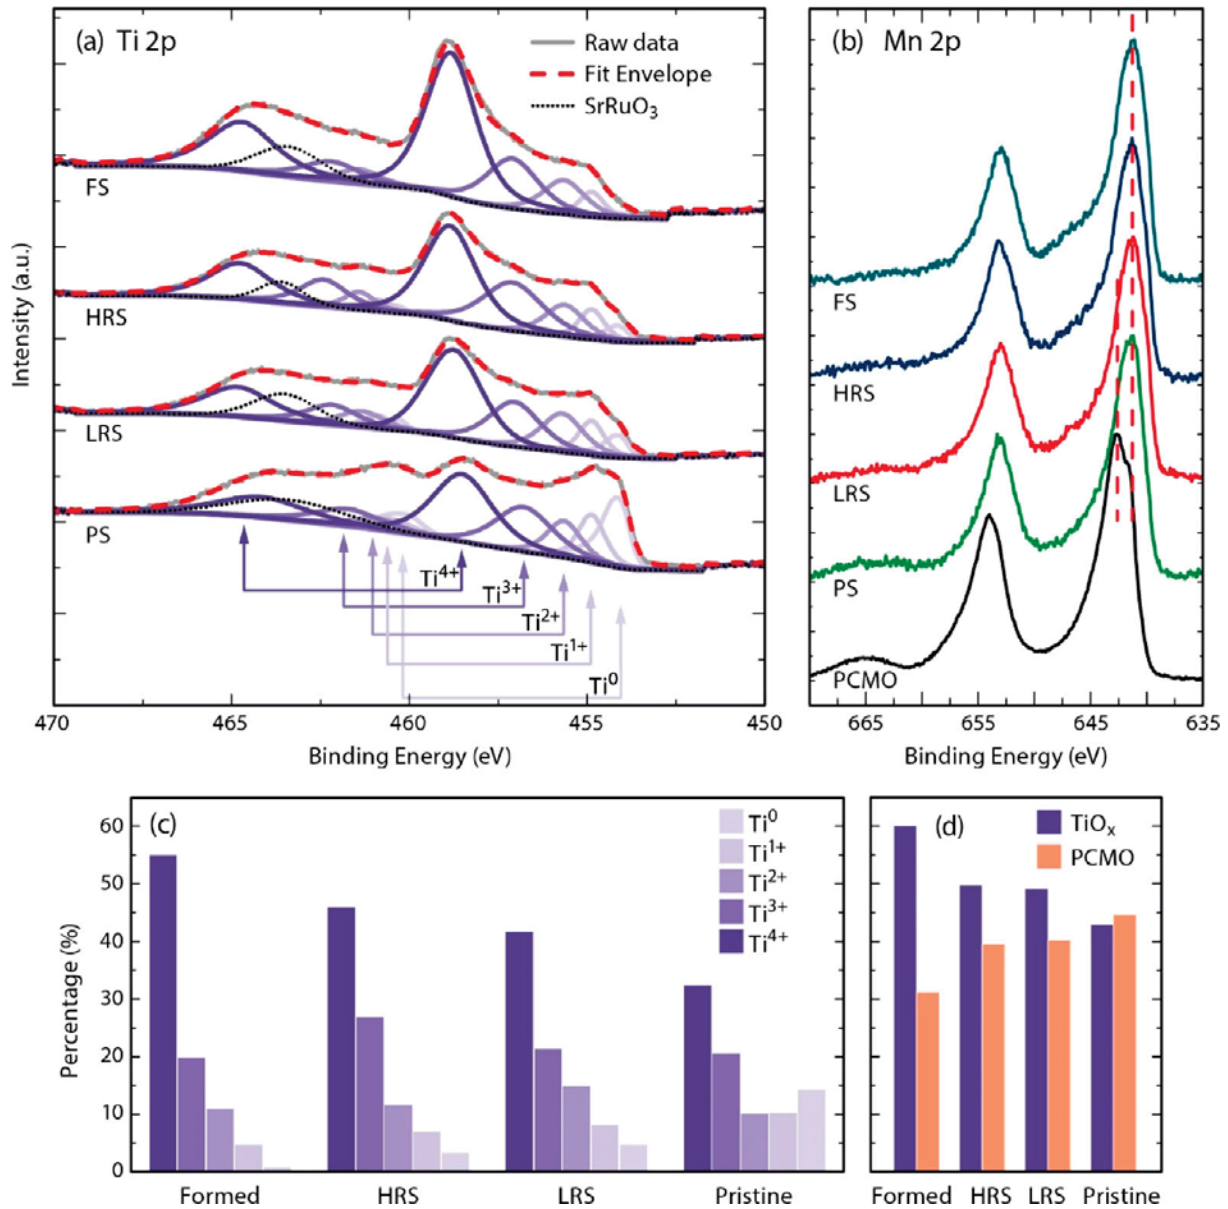 (a) Ti 2p
Raw data
Fit Envelope
SrRuO₃
FS
HRS
LRS
PS
Ti⁴⁺
Ti³⁺
Ti²⁺
Ti¹⁺
Ti⁰
470 465 460 455 450
Binding Energy (eV)
Intensity (a.u.)
(b) Mn 2p
FS
HRS
LRS
PS
PCMO
665 655 645 635
Binding Energy (eV)
(c)
Ti⁰
Ti¹⁺
Ti²⁺
Ti³⁺
Ti⁴⁺
60
50
40
30
20
10
0
Percentage (%)
Formed HRS LRS Pristine
(d)
TiOₓ
PCMO
Formed HRS LRS Pristine